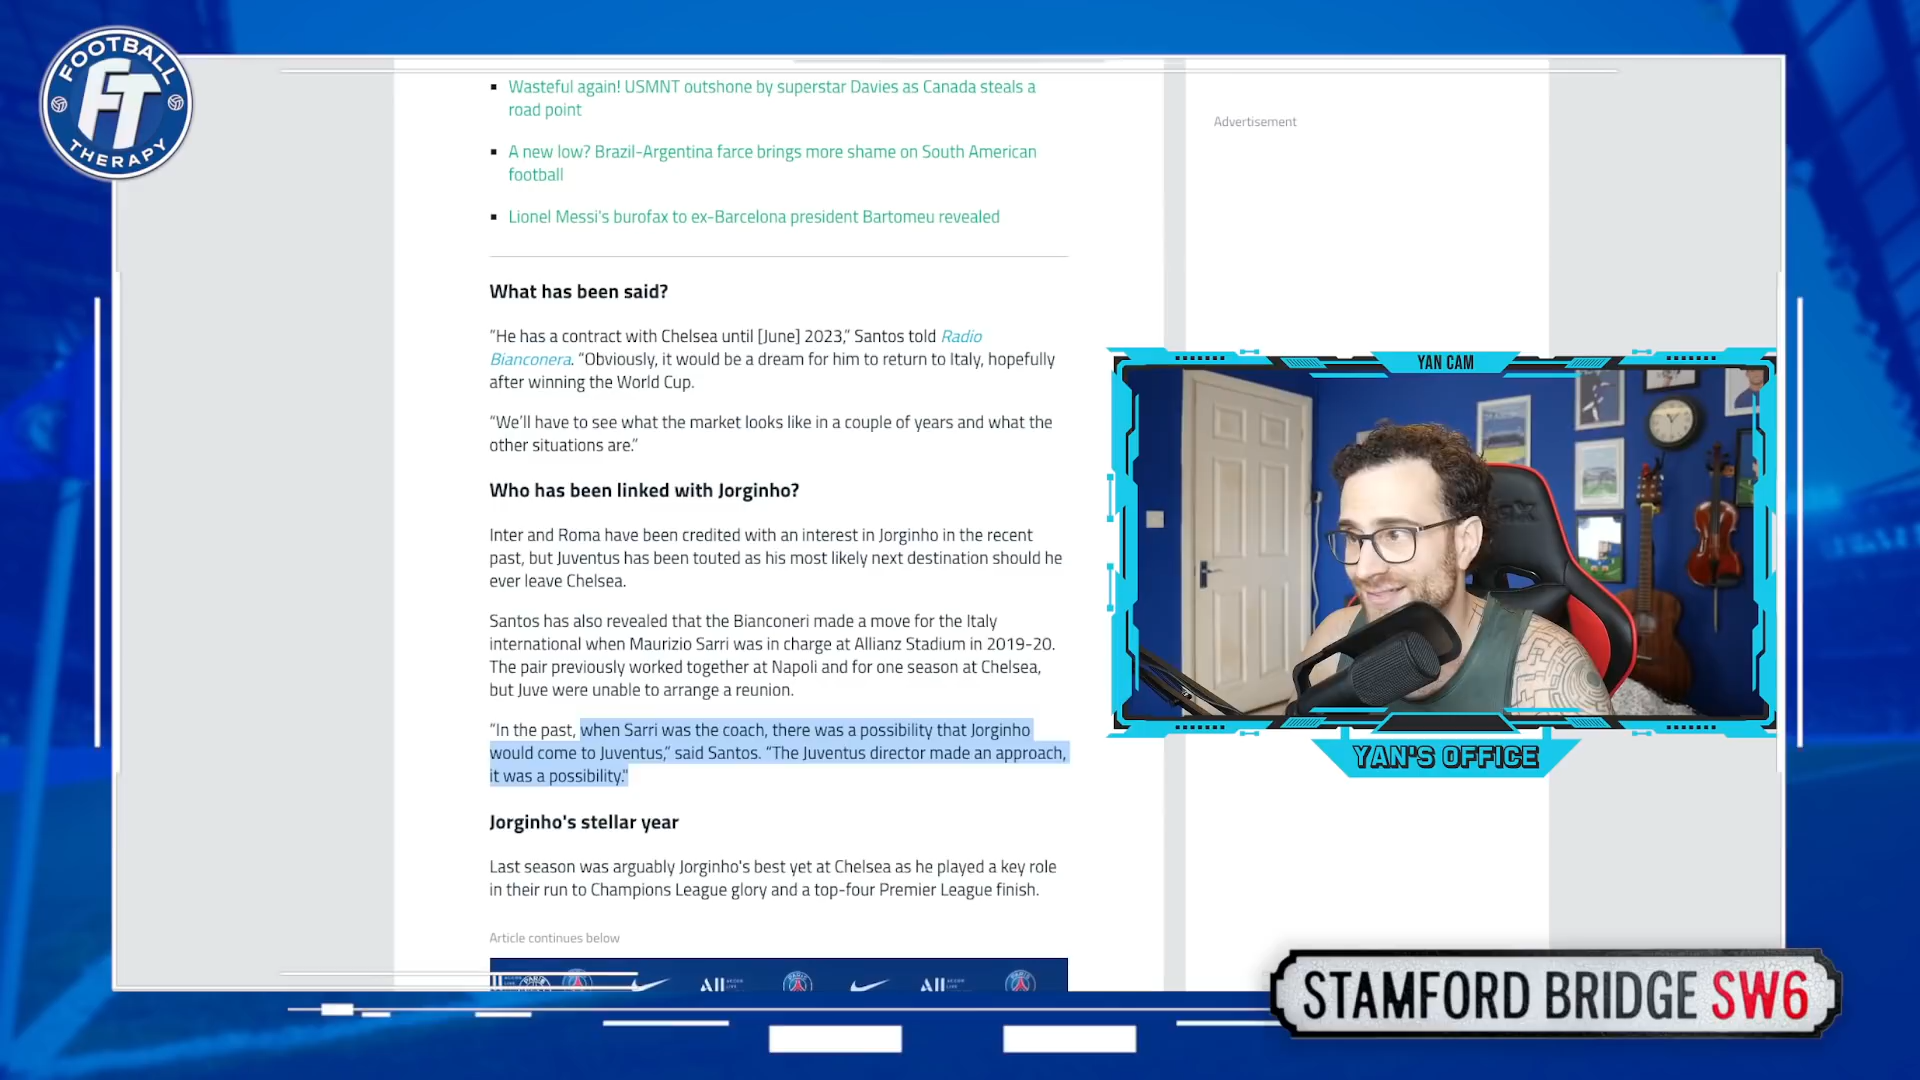 FOOTBALL
FT
THERAPY
Wasteful again! USMNT outshone by superstar Davies as Canada steals a
road point
A new low? Brazil-Argentina farce brings more shame on South American
football
Lionel Messi's burofax to ex-Barcelona president Bartomeu revealed
Advertisement
What has been said?
“He has a contract with Chelsea until [June] 2023,” Santos told Radio
Bianconera. “Obviously, it would be a dream for him to return to Italy, hopefully
after winning the World Cup.
“We’ll have to see what the market looks like in a couple of years and what the
other situations are.”
Who has been linked with Jorginho?
Inter and Roma have been credited with an interest in Jorginho in the recent
past, but Juventus has been touted as his most likely next destination should he
ever leave Chelsea.
Santos has also revealed that the Bianconeri made a move for the Italy
international when Maurizio Sarri was in charge at Allianz Stadium in 2019-20.
The pair previously worked together at Napoli and for one season at Chelsea,
but Juve were unable to arrange a reunion.
“In the past, when Sarri was the coach, there was a possibility that Jorginho
would come to Juventus,” said Santos. “The Juventus director made an approach,
it was a possibility."
Jorginho's stellar year
Last season was arguably Jorginho's best yet at Chelsea as he played a key role
in their run to Champions League glory and a top-four Premier League finish.
Article continues below
YAN CAM
YAN'S OFFICE
STAMFORD BRIDGE SW6